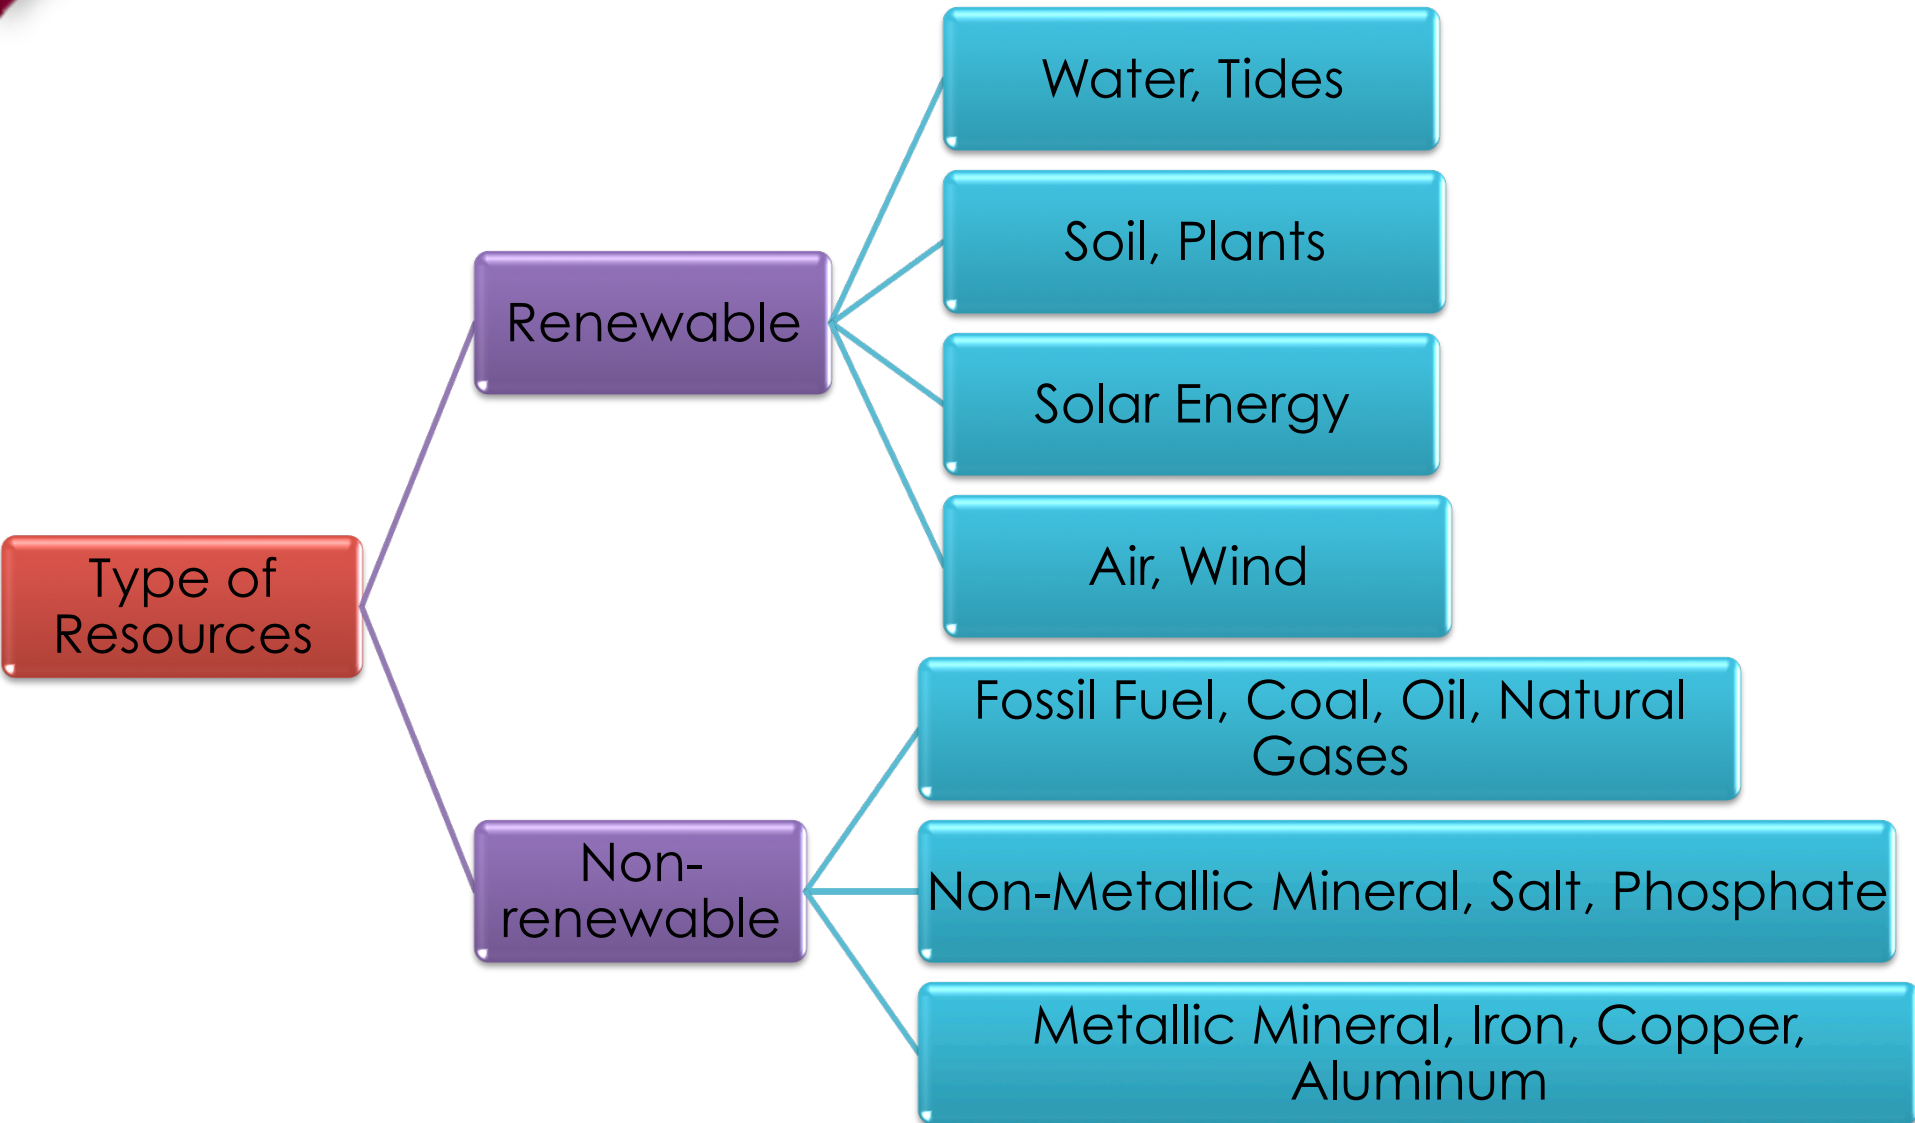 Water, Tides
Soil, Plants
Renewable
Solar Energy
Air, Wind
Type of
Resources
Fossil Fuel, Coal, Oil, Natural
Gases
Non-
renewable
Non-Metallic Mineral, Salt, Phosphate
Metallic Mineral, Iron, Copper,
Aluminum